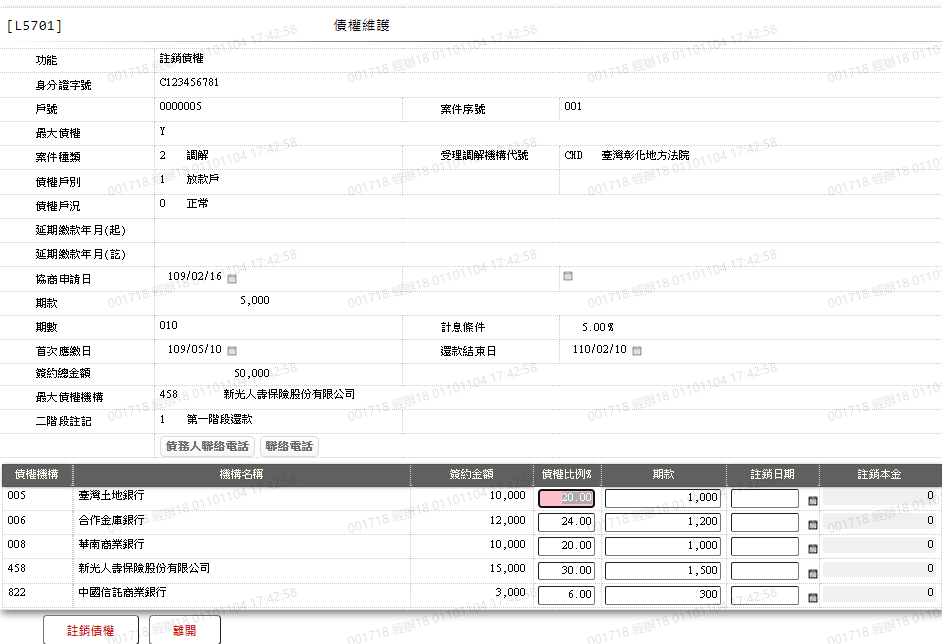 [L5701] 債權維護
功能 註銷債權
身分證字號 C123456781
戶號 0000005 案件序號 001
最大債權 Y
案件種類 2 調解 受理調解機構代號 CHD 臺灣彰化地方法院
債權戶別 1 放款戶
債權戶況 0 正常
延期繳款年月(起)
延期繳款年月(訖)
協商申請日 109/02/16
期款 5,000
期數 010 計息條件 5.00%
首次應繳日 109/05/10 還款結束日 110/02/10
簽約總金額 50,000
最大債權機構 458 新光人壽保險股份有限公司
二階段註記 1 第一階段還款
債務人聯絡電話 聯絡電話
債權機構 機構名稱 簽約金額 債權比例% 期款 註銷日期 註銷本金
005 臺灣土地銀行 10,000 20.00 1,000 0
006 合作金庫銀行 12,000 24.00 1,200 0
008 華南商業銀行 10,000 20.00 1,000 0
458 新光人壽保險股份有限公司 15,000 30.00 1,500 0
822 中國信託商業銀行 3,000 6.00 300 0
註銷債權 離開
001718 經辦18 01101104 17:42:58